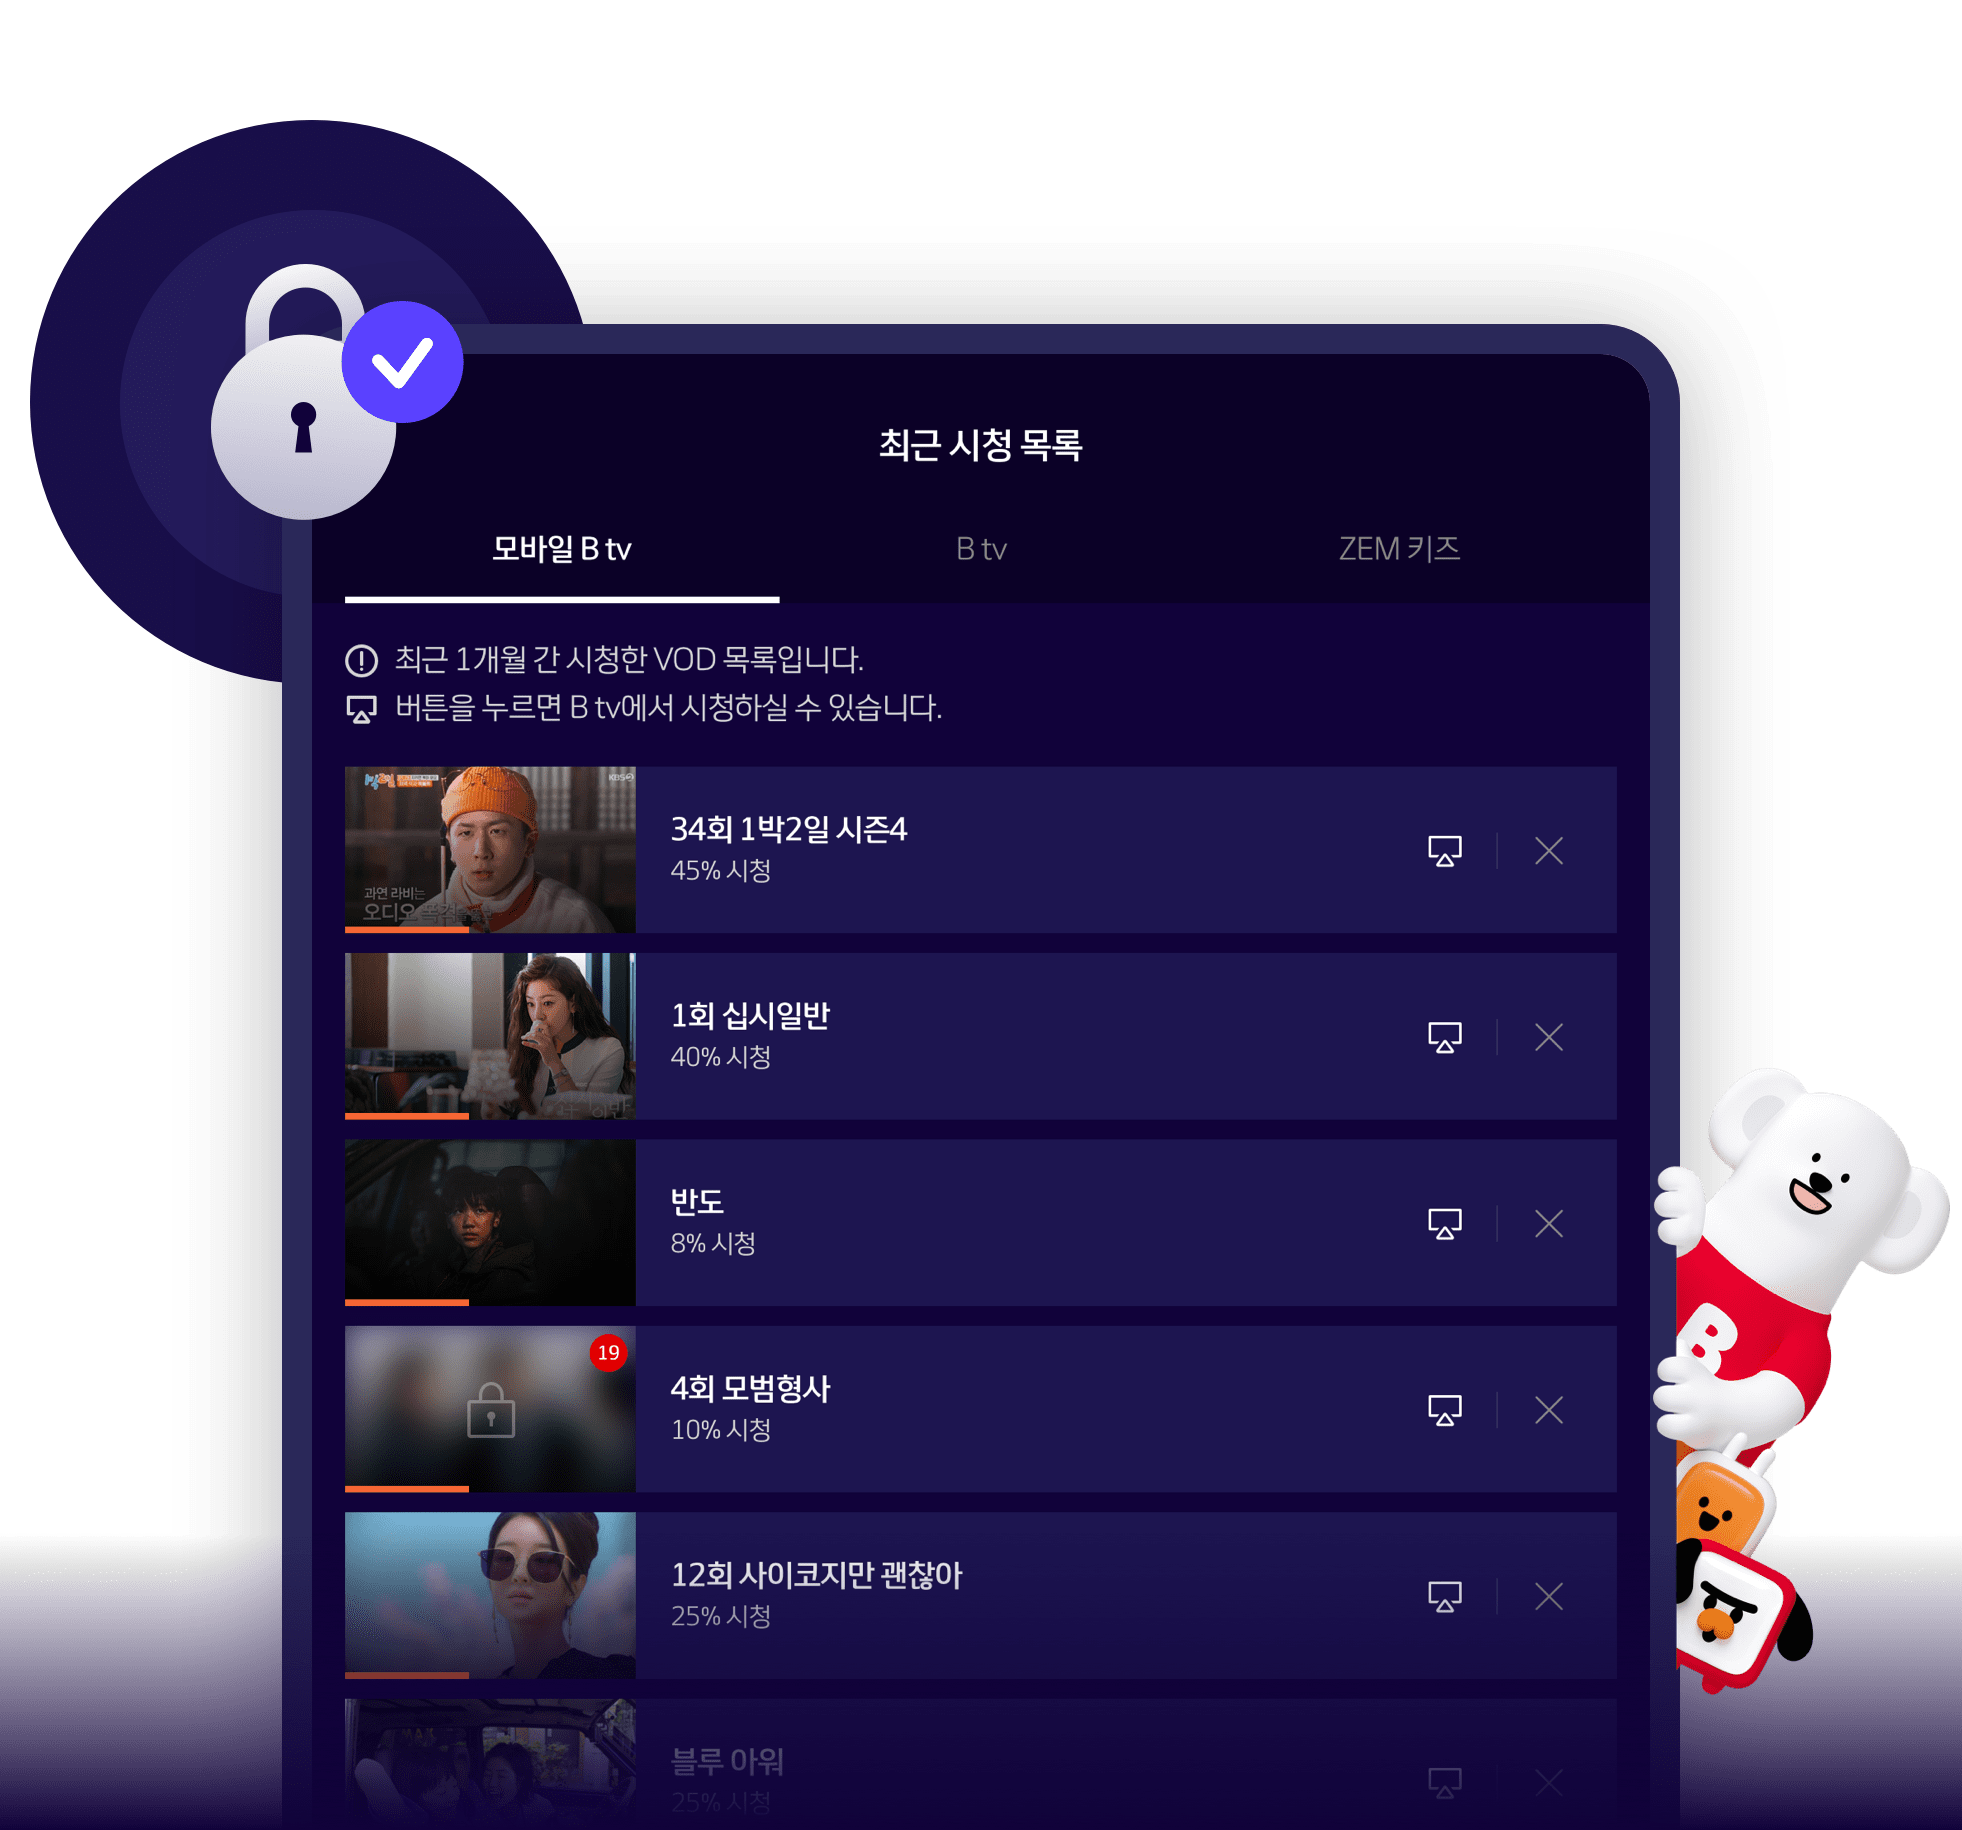 최근 시청 목록
모바일 B tv
B tv
ZEM 키즈
최근 1개월 간 시청한 VOD 목록입니다.
버튼을 누르면 B tv에서 시청하실 수 있습니다.
KBS2
과연 라비는
오디오
34회 1박2일 시즌4
45% 시청
1회 십시일반
40% 시청
반도
8% 시청
19
4회 모범형사
10% 시청
12회 사이코지만 괜찮아
25% 시청
블루 아워
25% 시청
B